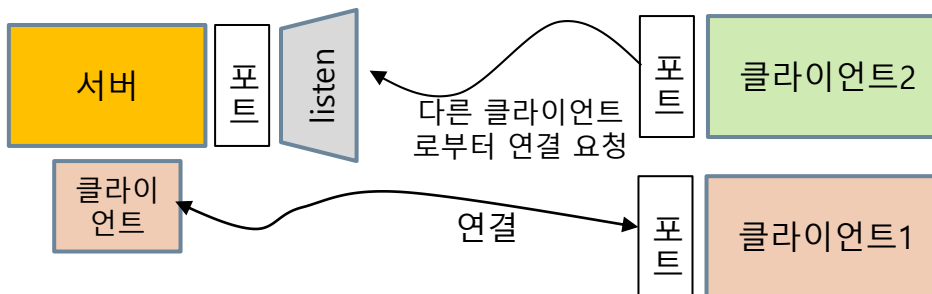 서버
포
트
listen
다른 클라이언트
로부터 연결 요청
포
트
클라이언트2
클라이
언트
연결
포
트
클라이언트1